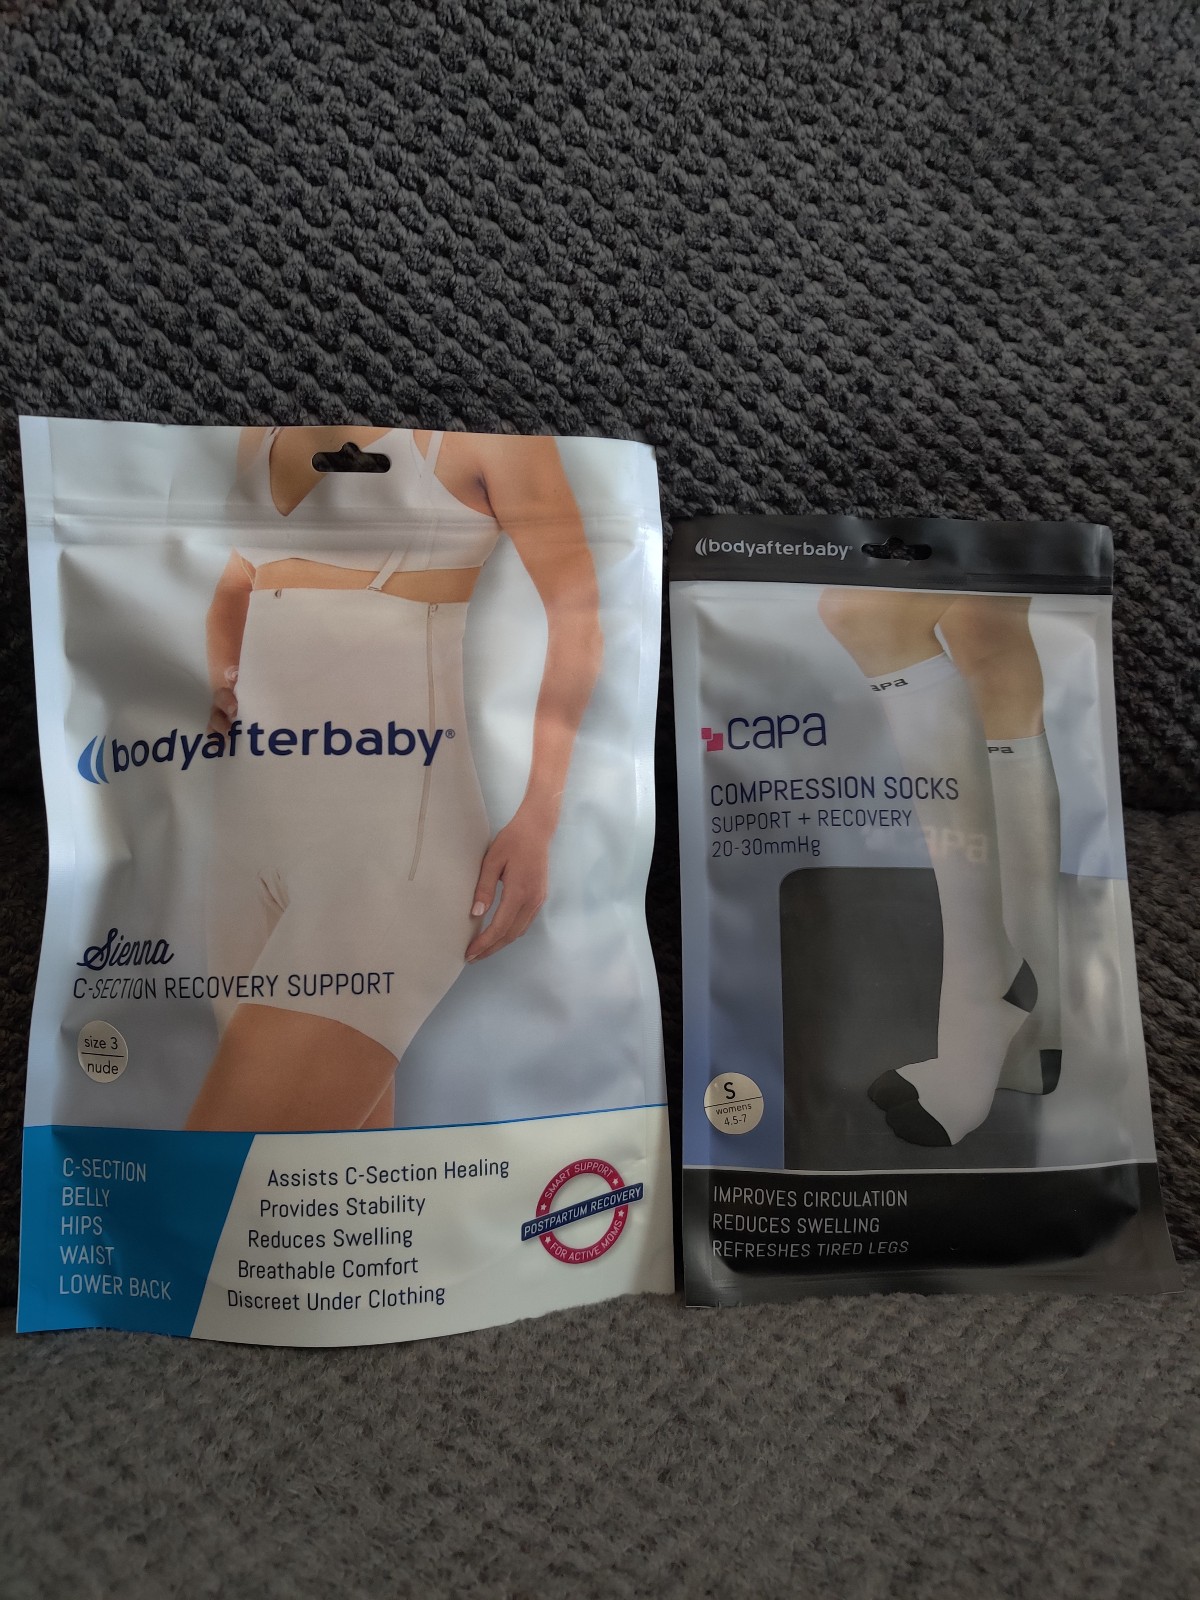 bodyafterbaby®
Sienna
C-SECTION RECOVERY SUPPORT
size 3
nude
C-SECTION
BELLY
HIPS
WAIST
LOWER BACK
Assists C-Section Healing
Provides Stability
Reduces Swelling
Breathable Comfort
Discreet Under Clothing
SMART SUPPORT
POSTPARTUM RECOVERY
FOR ACTIVE MOMS
bodyafterbaby®
capa
COMPRESSION SOCKS
SUPPORT + RECOVERY
20-30mmHg
capa
S
womens
4.5-7
IMPROVES CIRCULATION
REDUCES SWELLING
REFRESHES TIRED LEGS